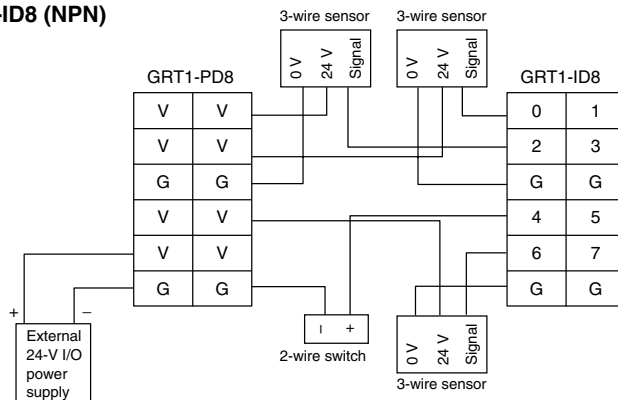 -ID8 (NPN)
3-wire sensor
3-wire sensor
0 V
24 V
Signal
0 V
24 V
Signal
GRT1-PD8
GRT1-ID8
V V
V V
G G
V V
V V
G G
0 1
2 3
G G
4 5
6 7
G G
+ –
External
24-V I/O
power
supply
– +
2-wire switch
0 V
24 V
Signal
3-wire sensor